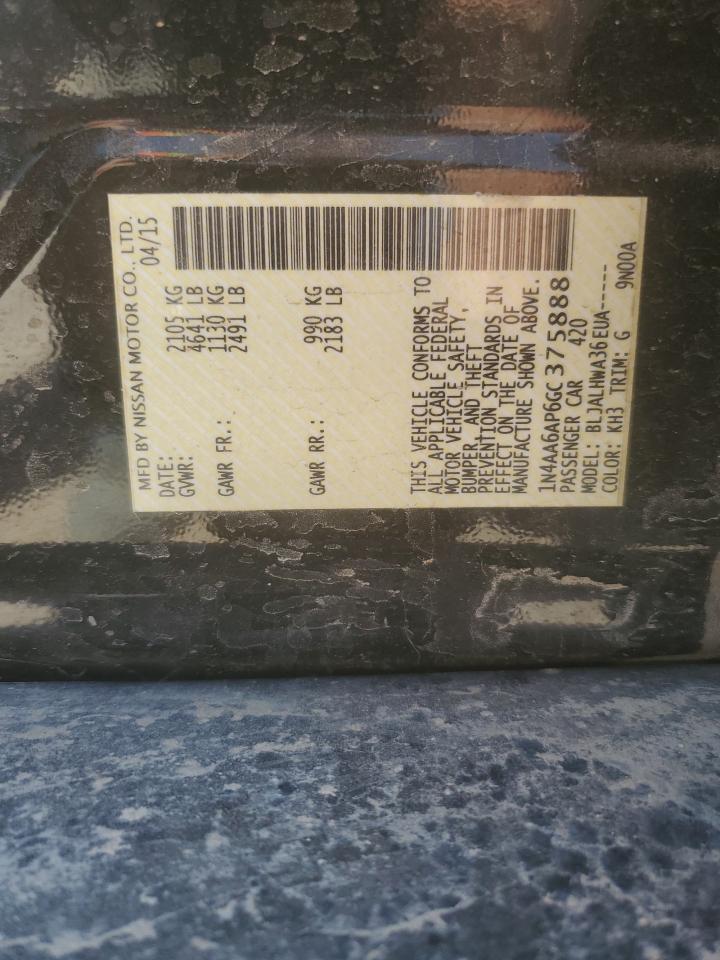 MFD BY NISSAN MOTOR CO., LTD.
DATE: 04/15
GVWR: 2105 KG
4641 LB
GAWR FR.: 1130 KG
2491 LB
GAWR RR.: 990 KG
2183 LB
THIS VEHICLE CONFORMS TO
ALL APPLICABLE FEDERAL
MOTOR VEHICLE SAFETY,
BUMPER, AND THEFT
PREVENTION STANDARDS IN
EFFECT ON THE DATE OF
MANUFACTURE SHOWN ABOVE.
1N4AA6AP6GC375888
PASSENGER CAR 420
MODEL: BLJALHWA36EUA-----
COLOR: KH3 TRIM: G 9N00A